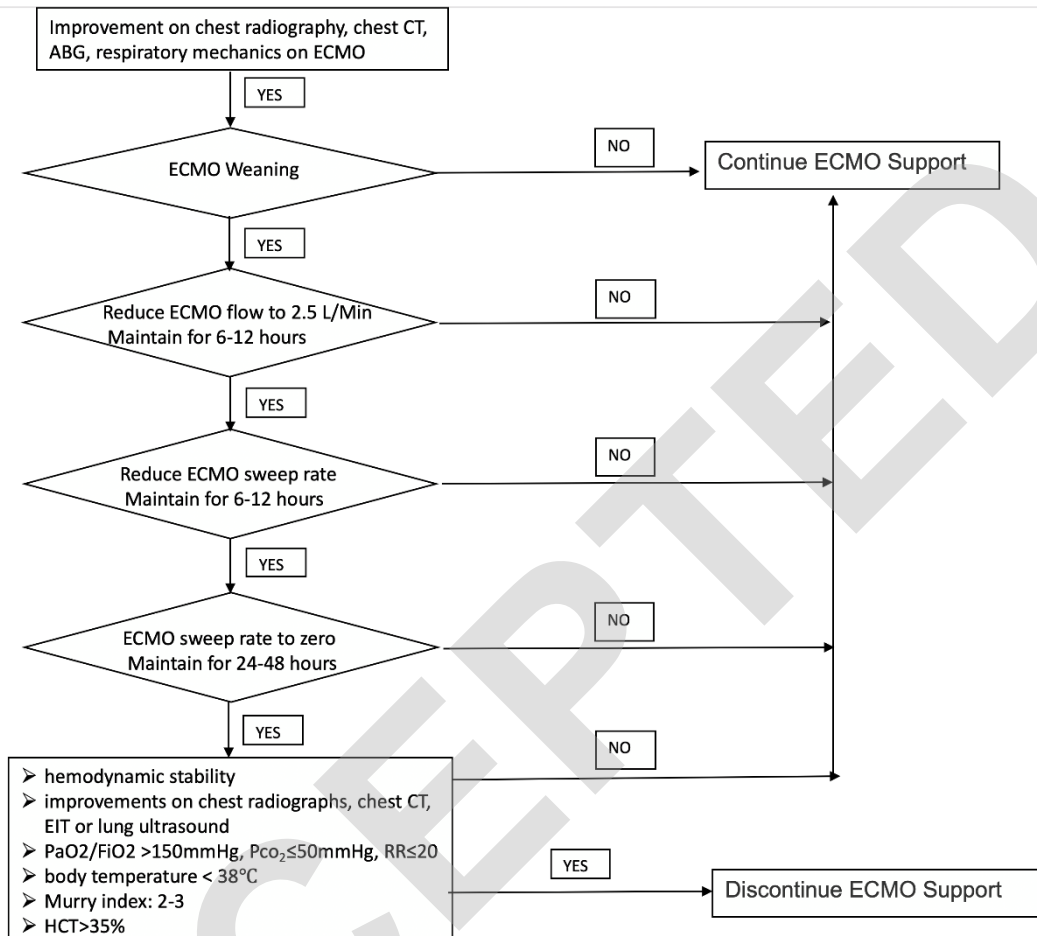 Improvement on chest radiography, chest CT,
ABG, respiratory mechanics on ECMO
YES
ECMO Weaning
NO
Continue ECMO Support
YES
Reduce ECMO flow to 2.5 L/Min
Maintain for 6-12 hours
NO
YES
Reduce ECMO sweep rate
Maintain for 6-12 hours
NO
YES
ECMO sweep rate to zero
Maintain for 24-48 hours
NO
YES
NO
➢ hemodynamic stability
➢ improvements on chest radiographs, chest CT,
EIT or lung ultrasound
➢ PaO2/FiO2 >150mmHg, Pco₂≤50mmHg, RR≤20
➢ body temperature < 38℃
➢ Murry index: 2-3
➢ HCT>35%
YES
Discontinue ECMO Support
CEPTED